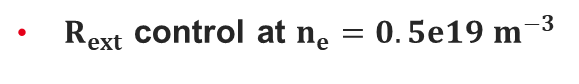 • R_ext control at n_e = 0.5e19 m^−3